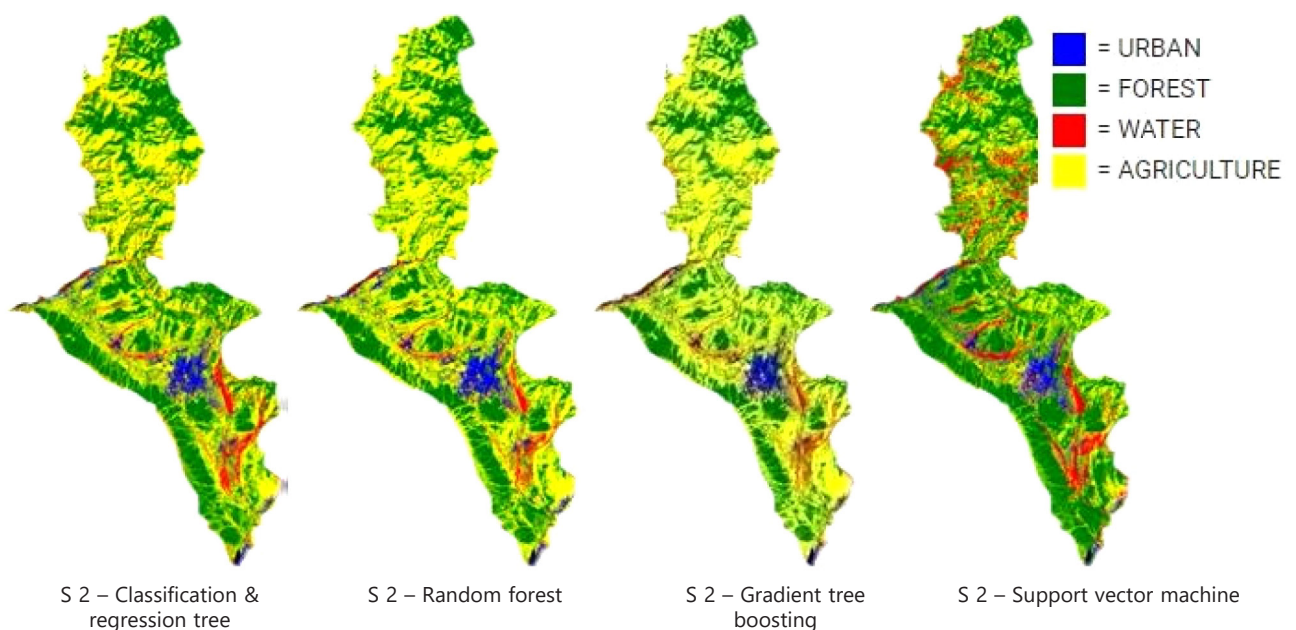 = URBAN
= FOREST
= WATER
= AGRICULTURE
S 2 – Classification &
regression tree
S 2 – Random forest
S 2 – Gradient tree
boosting
S 2 – Support vector machine